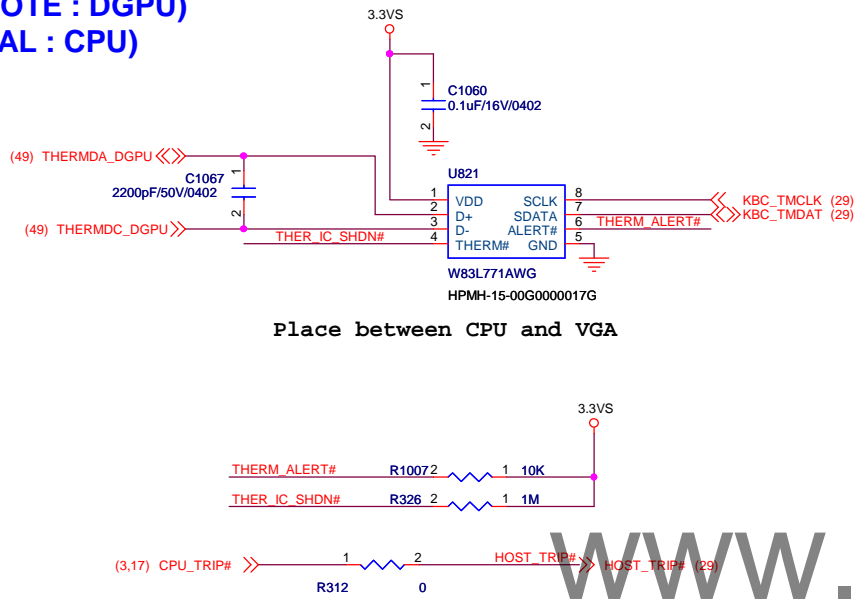 OTE : DGPU)
AL : CPU)
3.3VS
1
C1060
0.1uF/16V/0402
2
(49) THERMDA_DGPU
1
C1067
2200pF/50V/0402
2
(49) THERMDC_DGPU
THER_IC_SHDN#
U821
1 VDD SCLK 8
2 D+ SDATA 7
3 D- ALERT# 6
4 THERM# GND 5
KBC_TMCLK (29)
KBC_TMDAT (29)
THERM_ALERT#
W83L771AWG
HPMH-15-00G0000017G
Place between CPU and VGA
3.3VS
THERM_ALERT# R1007 2 1 10K
THER_IC_SHDN# R326 2 1 1M
(3,17) CPU_TRIP# 1 2 HOST_TRIP# HOST_TRIP# (29)
R312 0
www.